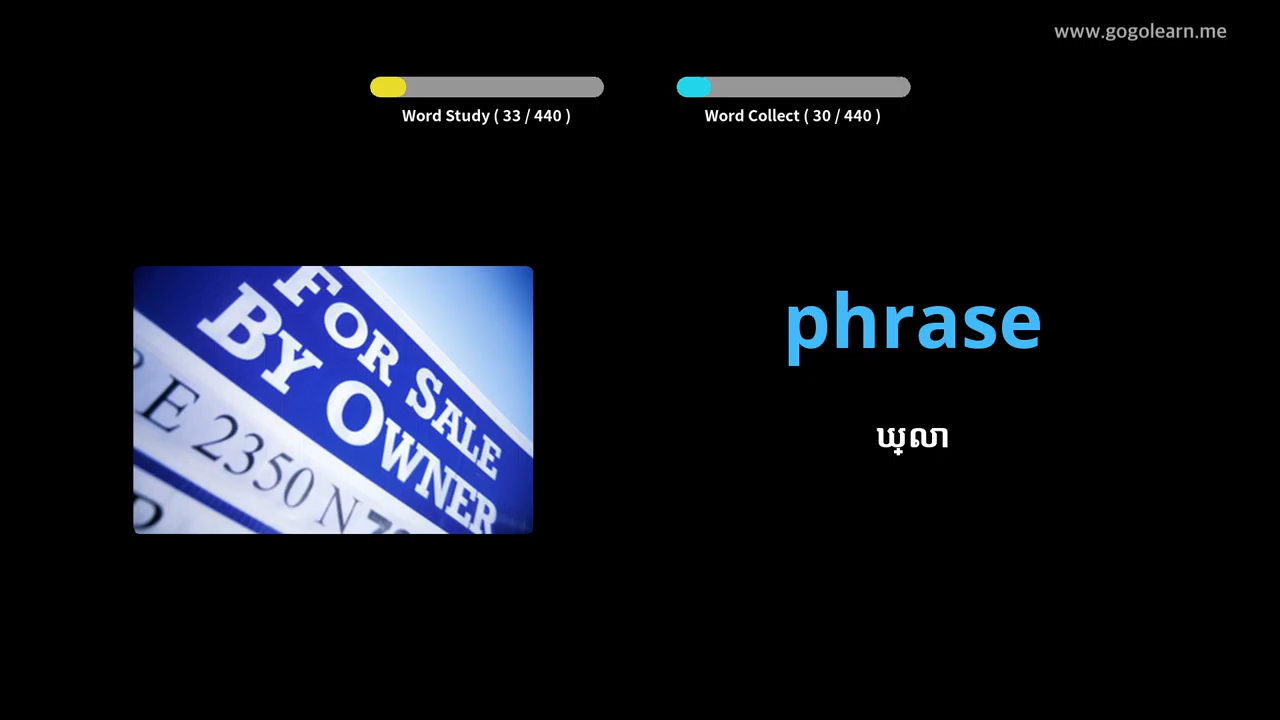 www.gogolearn.me
Word Study ( 33 / 440 )
Word Collect ( 30 / 440 )
FOR SALE
BY OWNER
E 2350 N
phrase
ឃ្លា